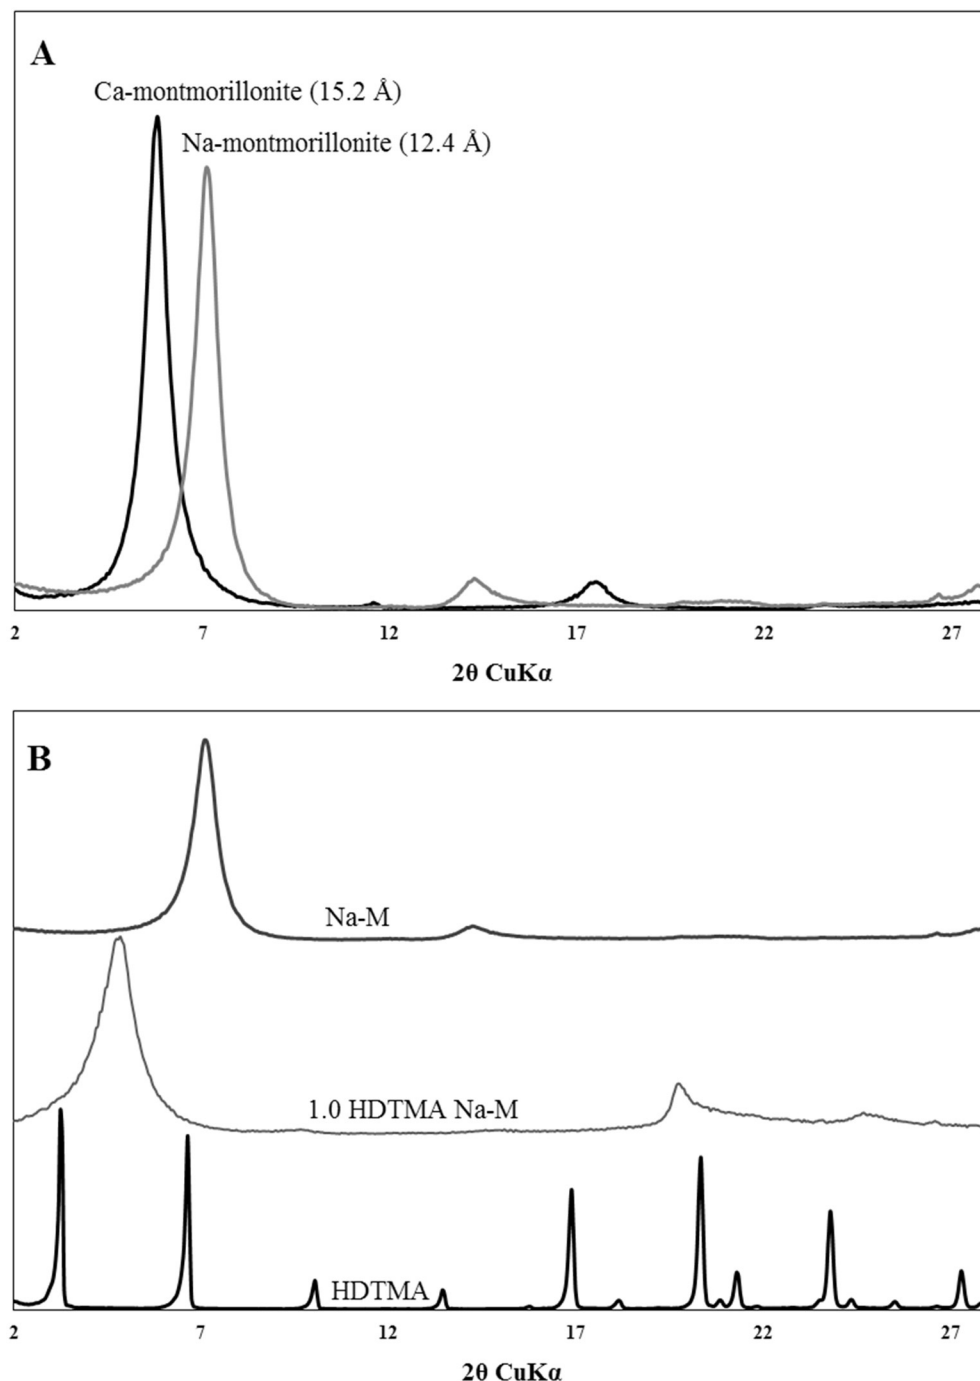 A
Ca-montmorillonite (15.2 Å)
Na-montmorillonite (12.4 Å)
2 7 12 17 22 27
2θ CuKα
B
Na-M
1.0 HDTMA Na-M
HDTMA
2 7 12 17 22 27
2θ CuKα